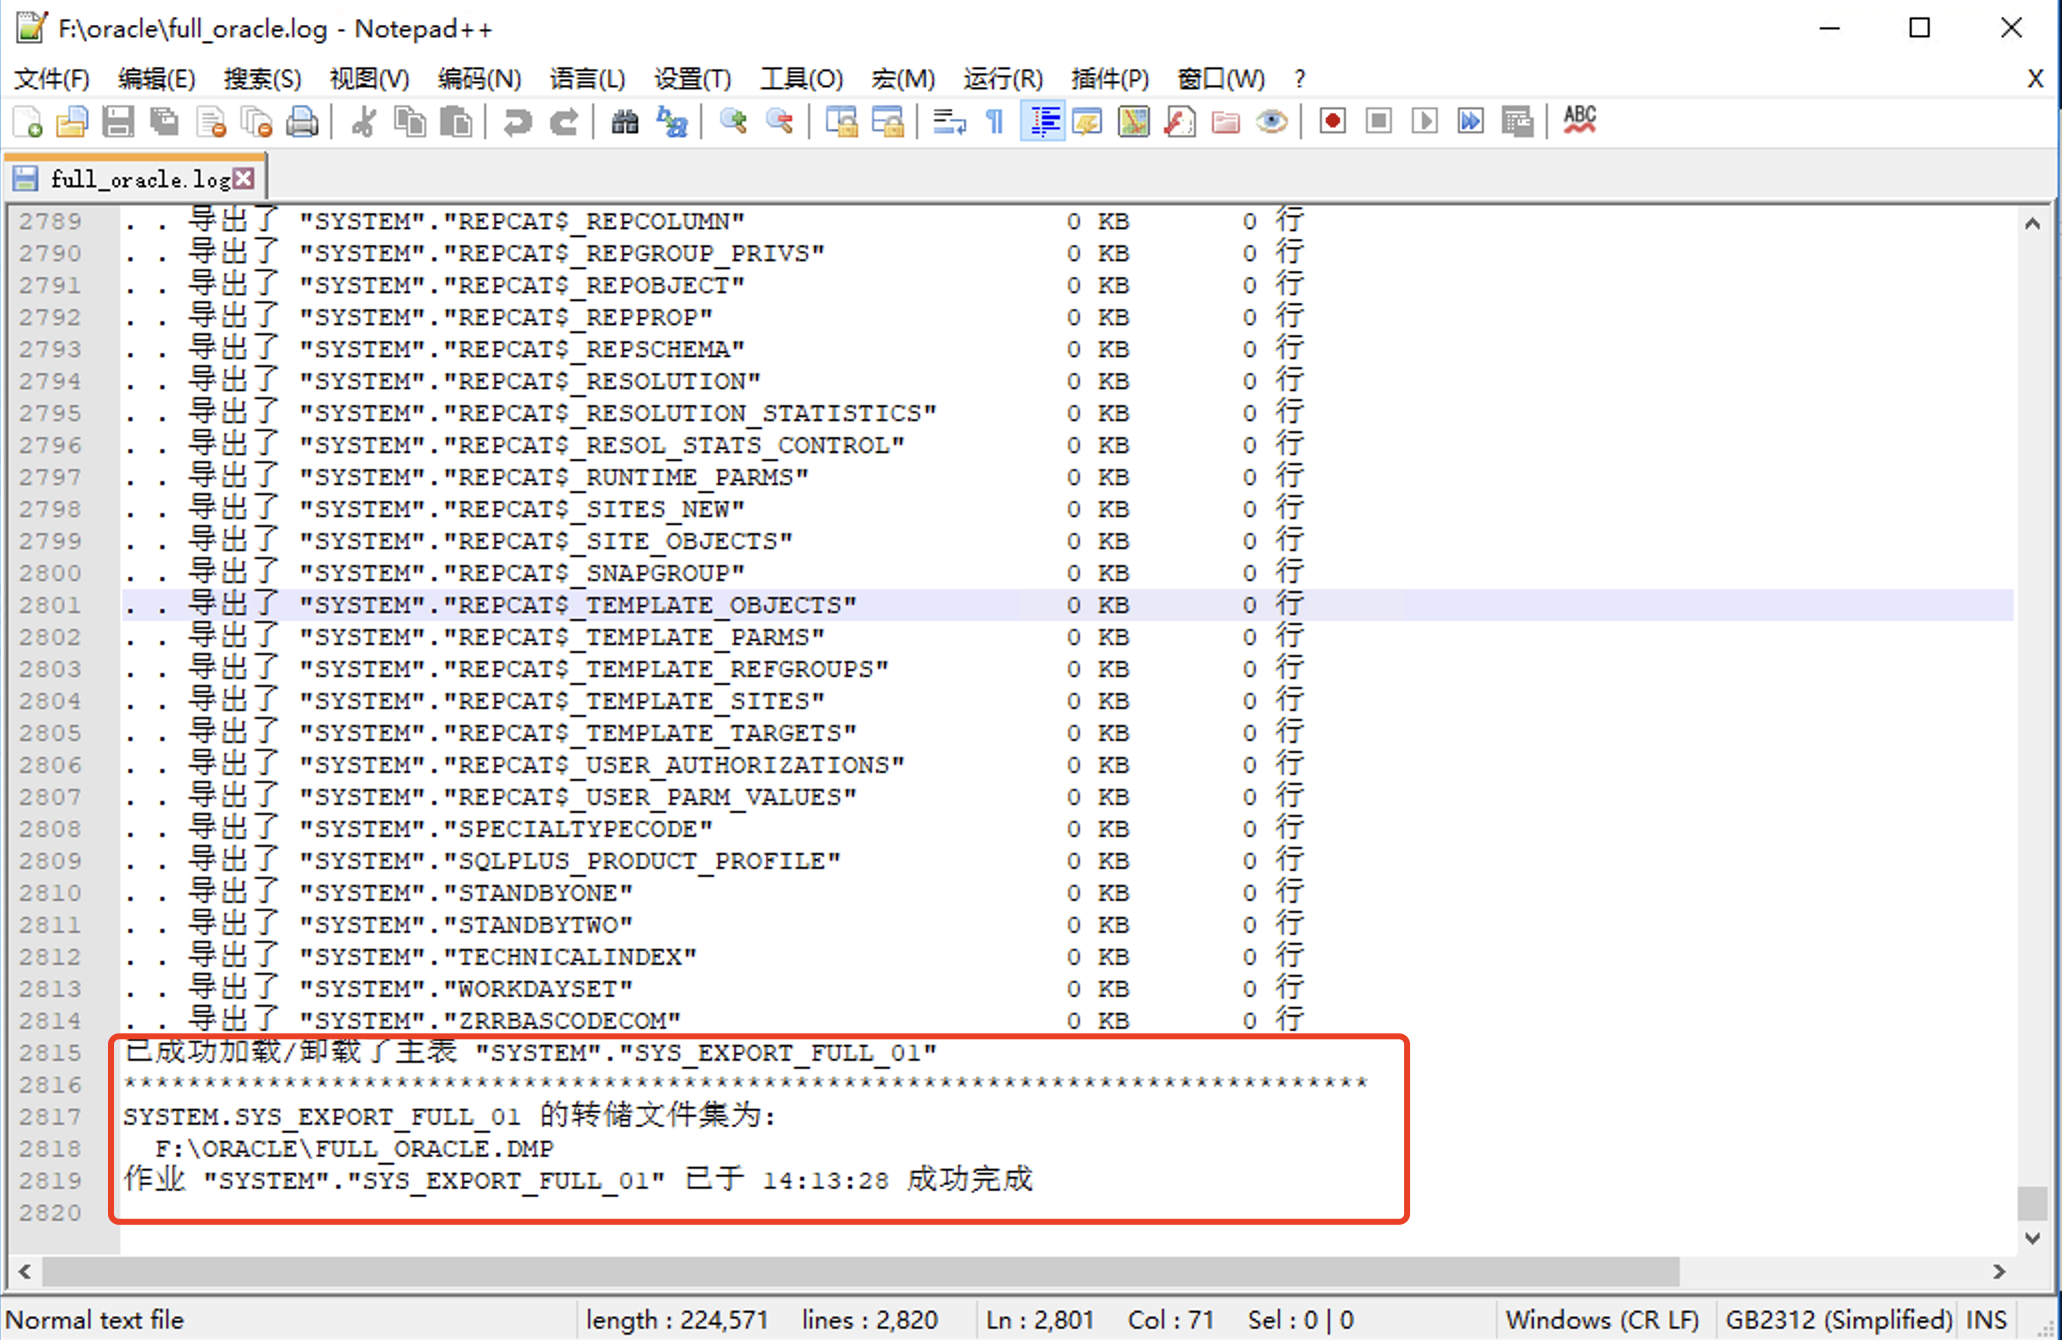 F:\oracle\full_oracle.log - Notepad++
文件(F) 编辑(E) 搜索(S) 视图(V) 编码(N) 语言(L) 设置(T) 工具(O) 宏(M) 运行(R) 插件(P) 窗口(W) ? X
ABC
full_oracle.log
2789 . . 导出了 "SYSTEM"."REPCAT$_REPCOLUMN" 0 KB 0 行
2790 . . 导出了 "SYSTEM"."REPCAT$_REPGROUP_PRIVS" 0 KB 0 行
2791 . . 导出了 "SYSTEM"."REPCAT$_REPOBJECT" 0 KB 0 行
2792 . . 导出了 "SYSTEM"."REPCAT$_REPPROP" 0 KB 0 行
2793 . . 导出了 "SYSTEM"."REPCAT$_REPSCHEMA" 0 KB 0 行
2794 . . 导出了 "SYSTEM"."REPCAT$_RESOLUTION" 0 KB 0 行
2795 . . 导出了 "SYSTEM"."REPCAT$_RESOLUTION_STATISTICS" 0 KB 0 行
2796 . . 导出了 "SYSTEM"."REPCAT$_RESOL_STATS_CONTROL" 0 KB 0 行
2797 . . 导出了 "SYSTEM"."REPCAT$_RUNTIME_PARMS" 0 KB 0 行
2798 . . 导出了 "SYSTEM"."REPCAT$_SITES_NEW" 0 KB 0 行
2799 . . 导出了 "SYSTEM"."REPCAT$_SITE_OBJECTS" 0 KB 0 行
2800 . . 导出了 "SYSTEM"."REPCAT$_SNAPGROUP" 0 KB 0 行
2801 . . 导出了 "SYSTEM"."REPCAT$_TEMPLATE_OBJECTS" 0 KB 0 行
2802 . . 导出了 "SYSTEM"."REPCAT$_TEMPLATE_PARMS" 0 KB 0 行
2803 . . 导出了 "SYSTEM"."REPCAT$_TEMPLATE_REFGROUPS" 0 KB 0 行
2804 . . 导出了 "SYSTEM"."REPCAT$_TEMPLATE_SITES" 0 KB 0 行
2805 . . 导出了 "SYSTEM"."REPCAT$_TEMPLATE_TARGETS" 0 KB 0 行
2806 . . 导出了 "SYSTEM"."REPCAT$_USER_AUTHORIZATIONS" 0 KB 0 行
2807 . . 导出了 "SYSTEM"."REPCAT$_USER_PARM_VALUES" 0 KB 0 行
2808 . . 导出了 "SYSTEM"."SPECIALTYPECODE" 0 KB 0 行
2809 . . 导出了 "SYSTEM"."SQLPLUS_PRODUCT_PROFILE" 0 KB 0 行
2810 . . 导出了 "SYSTEM"."STANDBYONE" 0 KB 0 行
2811 . . 导出了 "SYSTEM"."STANDBYTWO" 0 KB 0 行
2812 . . 导出了 "SYSTEM"."TECHNICALINDEX" 0 KB 0 行
2813 . . 导出了 "SYSTEM"."WORKDAYSET" 0 KB 0 行
2814 . . 导出了 "SYSTEM"."ZRRBASCODECOM" 0 KB 0 行
2815 已成功加载/卸载了主表 "SYSTEM"."SYS_EXPORT_FULL_01"
2816 ******************************************************************************
2817 SYSTEM.SYS_EXPORT_FULL_01 的转储文件集为:
2818 F:\ORACLE\FULL_ORACLE.DMP
2819 作业 "SYSTEM"."SYS_EXPORT_FULL_01" 已于 14:13:28 成功完成
2820
Normal text file length : 224,571 lines : 2,820 Ln : 2,801 Col : 71 Sel : 0 | 0 Windows (CR LF) GB2312 (Simplified) INS